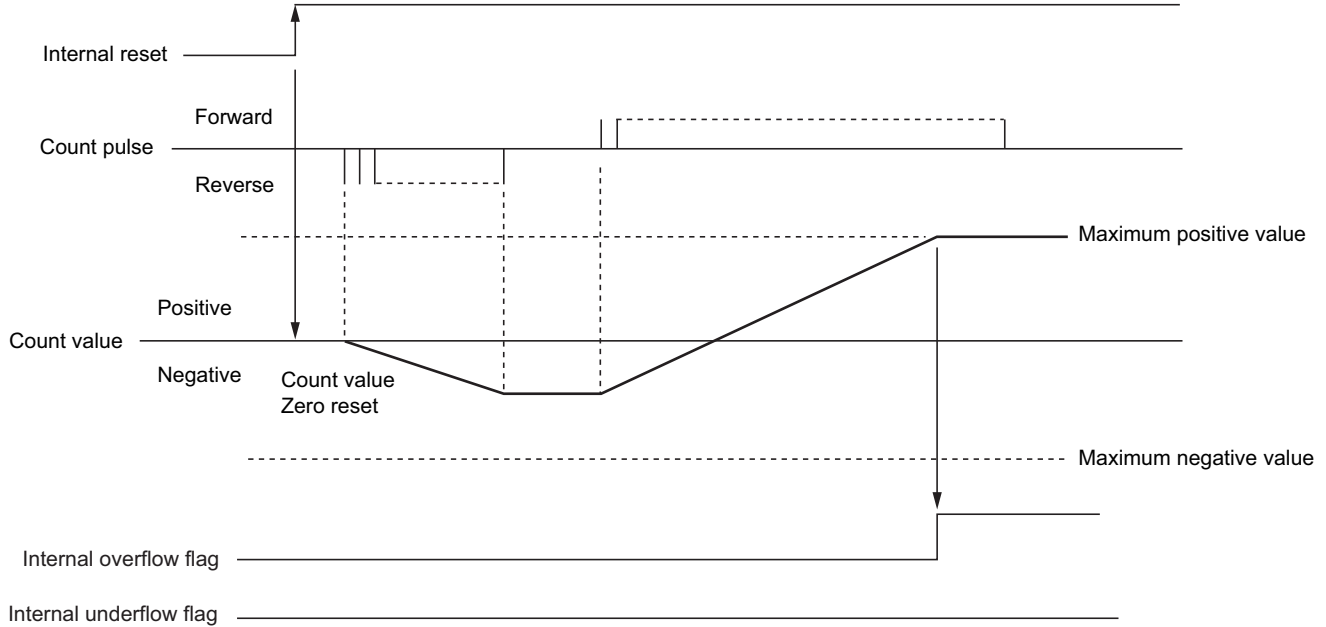 Internal reset
Forward
Count pulse
Reverse
Maximum positive value
Positive
Count value
Negative
Count value
Zero reset
Maximum negative value
Internal overflow flag
Internal underflow flag